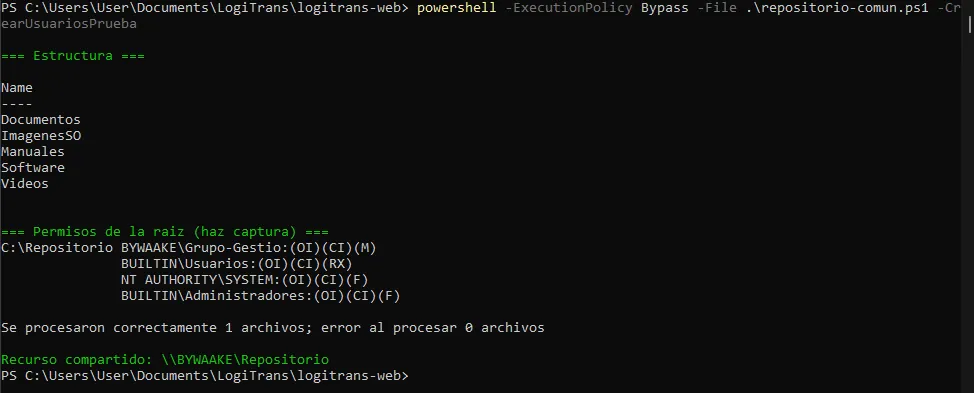 PS C:\Users\User\Documents\LogiTrans\logitrans-web> powershell -ExecutionPolicy Bypass -File .\repositorio-comun.ps1 -Cr
earUsuariosPrueba
=== Estructura ===
Name
----
Documentos
ImagenesSO
Manuales
Software
Videos
=== Permisos de la raiz (haz captura) ===
C:\Repositorio BYWAAKE\Grupo-Gestio:(OI)(CI)(M)
BUILTIN\Usuarios:(OI)(CI)(RX)
NT AUTHORITY\SYSTEM:(OI)(CI)(F)
BUILTIN\Administradores:(OI)(CI)(F)
Se procesaron correctamente 1 archivos; error al procesar 0 archivos
Recurso compartido: \\BYWAAKE\Repositorio
PS C:\Users\User\Documents\LogiTrans\logitrans-web>